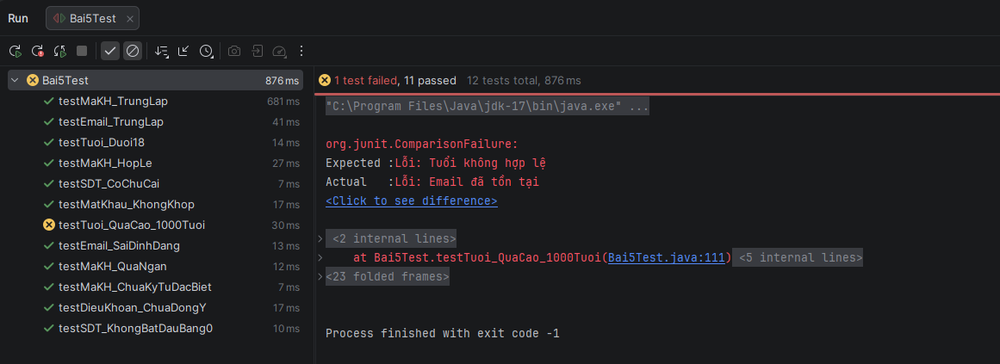 Run Bai5Test
Bai5Test 876 ms
testMaKH_TrungLap 681 ms
testEmail_TrungLap 41 ms
testTuoi_Duoi18 14 ms
testMaKH_HopLe 27 ms
testSDT_CoChuCai 7 ms
testMatKhau_KhongKhop 17 ms
testTuoi_QuaCao_1000Tuoi 30 ms
testEmail_SaiDinhDang 13 ms
testMaKH_QuaNgan 12 ms
testMaKH_ChuaKyTuDacBiet 7 ms
testDieuKhoan_ChuaDongY 17 ms
testSDT_KhongBatDauBang0 10 ms
1 test failed, 11 passed 12 tests total, 876 ms
"C:\Program Files\Java\jdk-17\bin\java.exe" ...
org.junit.ComparisonFailure:
Expected :Lỗi: Tuổi không hợp lệ
Actual   :Lỗi: Email đã tồn tại
<Click to see difference>
<2 internal lines>
at Bai5Test.testTuoi_QuaCao_1000Tuoi(Bai5Test.java:111) <5 internal lines>
<23 folded frames>
Process finished with exit code -1